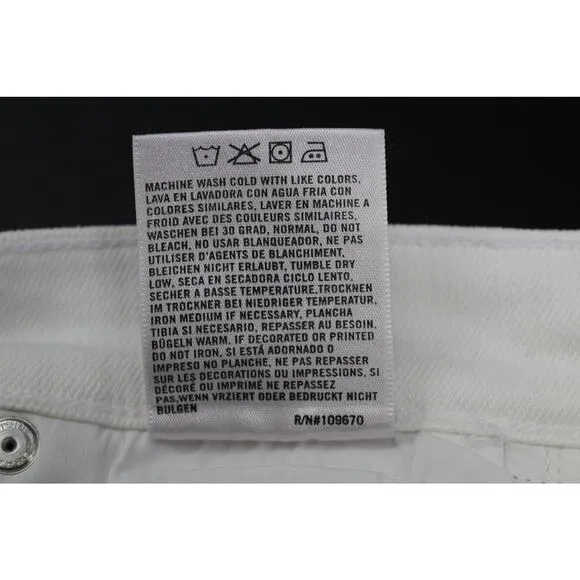 MACHINE WASH COLD WITH LIKE COLORS,
LAVA EN LAVADORA CON AGUA FRIA CON
COLORES SIMILARES, LAVER EN MACHINE A
FROID AVEC DES COULEURS SIMILAIRES,
WASCHEN BEI 30 GRAD, NORMAL, DO NOT
BLEACH, NO USAR BLANQUEADOR, NE PAS
UTILISER D'AGENTS DE BLANCHIMENT,
BLEICHEN NICHT ERLAUBT, TUMBLE DRY
LOW, SECA EN SECADORA CICLO LENTO,
SECHER A BASSE TEMPERATURE,TROCKNEN
IM TROCKNER BEI NIEDRIGER TEMPERATUR,
IRON MEDIUM IF NECESSARY, PLANCHA
TIBIA SI NECESARIO, REPASSER AU BESOIN.
BÜGELN WARM, IF DECORATED OR PRINTED
DO NOT IRON, SI ESTÁ ADORNADO O
IMPRESO NO PLANCHE, NE PAS REPASSER
SUR LES DECORATIONS OU IMPRESSIONS, SI
DÉCORÉ OU IMPRIMÉ NE REPASSEZ
PAS,WENN VRZIERT ODER BEDRUCKT NICHT
BULGEN
R/N#109670